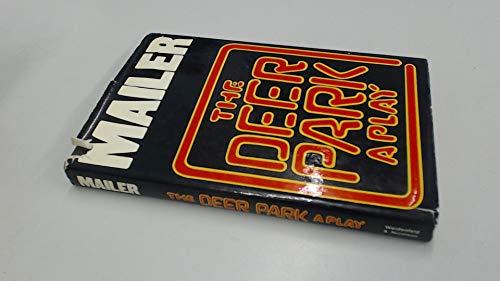 MAILER
THE
DEER
PARK
A PLAY
MAILER
THE DEER PARK A PLAY
Weidenfeld
& Nicolson